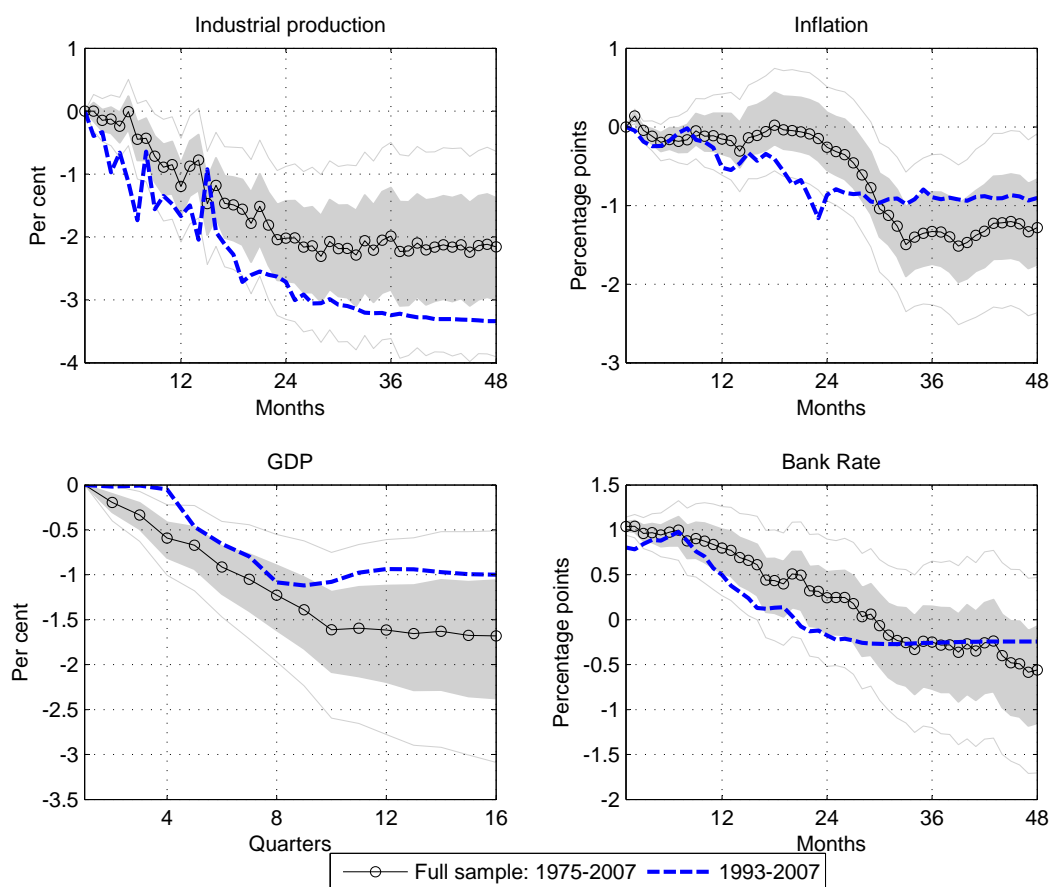 Industrial production
Per cent
1
0
-1
-2
-3
-4
12 24 36 48
Months
Inflation
Percentage points
1
0
-1
-2
-3
12 24 36 48
Months
GDP
Per cent
0
-0.5
-1
-1.5
-2
-2.5
-3
-3.5
4 8 12 16
Quarters
Bank Rate
Percentage points
1.5
1
0.5
0
-0.5
-1
-1.5
-2
12 24 36 48
Months
Full sample: 1975-2007 1993-2007